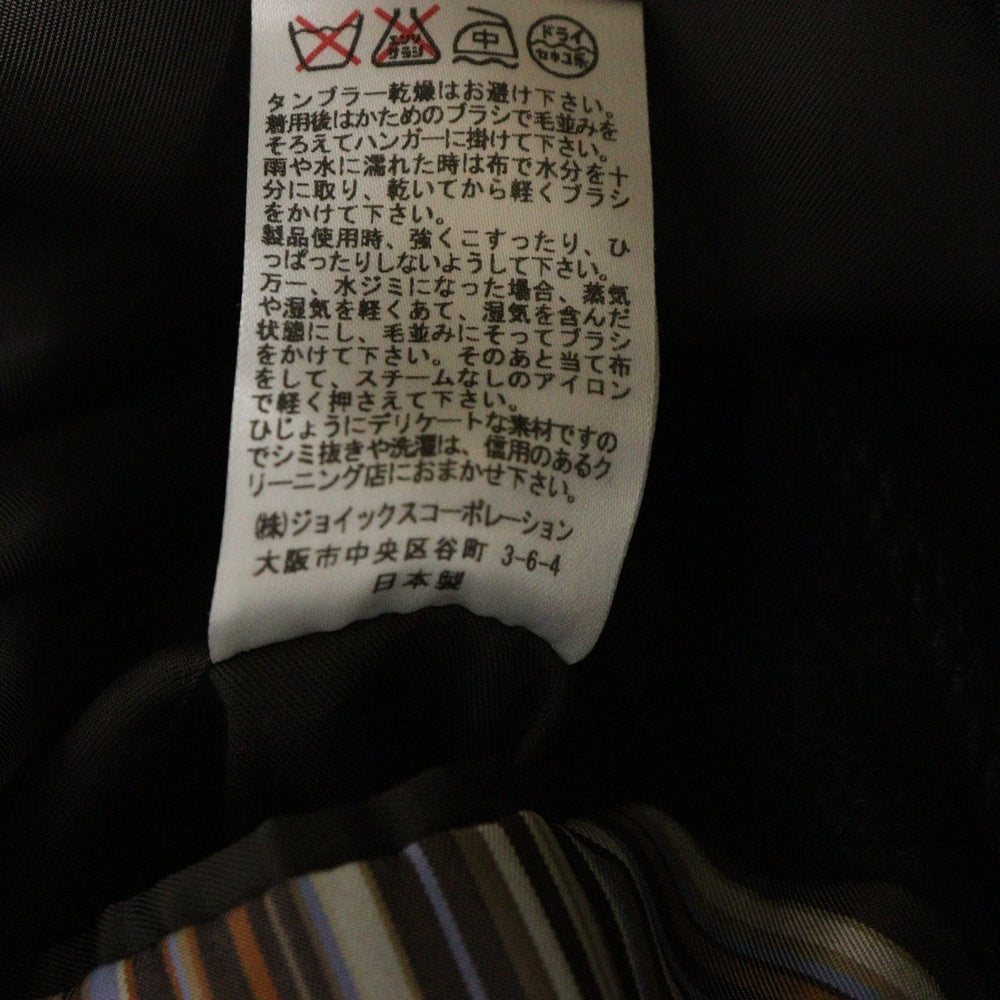 エンソ サラシ 中 ドライ セキユ系
タンブラー乾燥はお避け下さい。
着用後はかためのブラシで毛並みを
そろえてハンガーに掛けて下さい。
雨や水に濡れた時は布で水分を十
分に取り、乾いてから軽くブラシ
をかけて下さい。
製品使用時、強くこすったり、ひ
っぱったりしないようして下さい。
万一、水ジミになった場合、蒸気
や湿気を軽くあて、湿気を含んだ
状態にし、毛並みにそってブラシ
をかけて下さい。そのあと当て布
をして、スチームなしのアイロン
で軽く押さえて下さい。
ひじょうにデリケートな素材ですの
でシミ抜きや洗濯は、信用のあるク
リーニング店におまかせ下さい。
㈱ジョイックスコーポレーション
大阪市中央区谷町 3-6-4
日本製